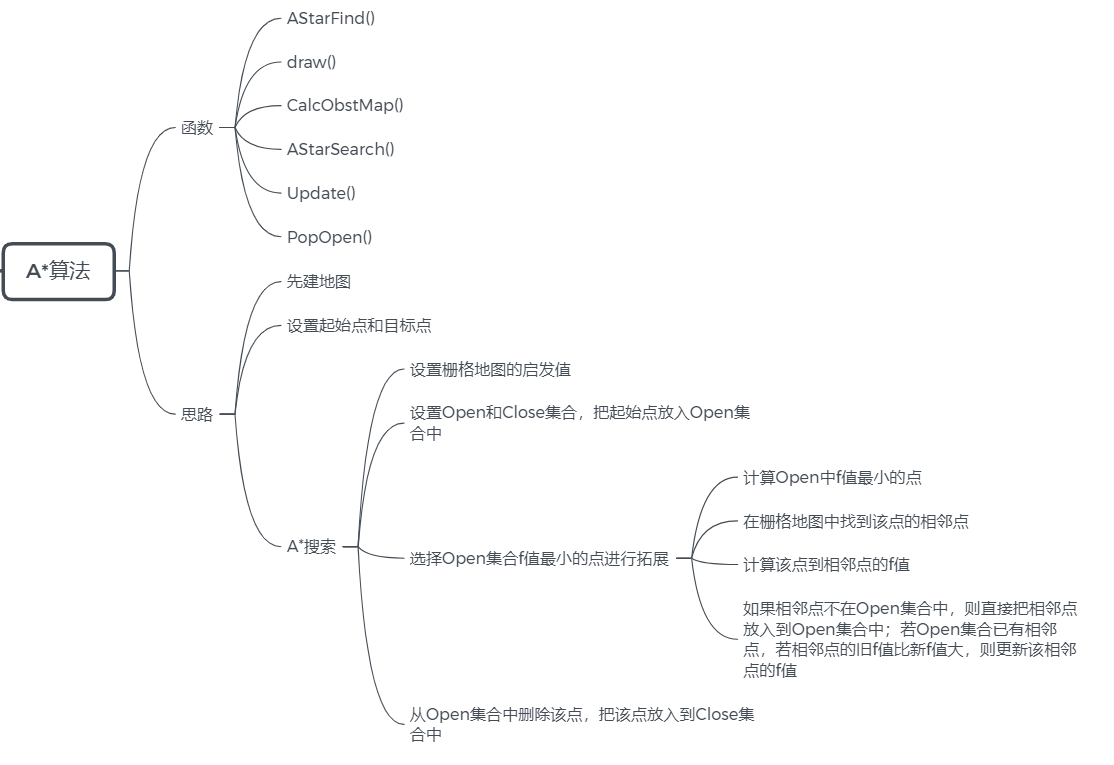 A*算法
函数
AStarFind()
draw()
CalcObstMap()
AStarSearch()
Update()
PopOpen()
思路
先建地图
设置起始点和目标点
A*搜索
设置栅格地图的启发值
设置Open和Close集合，把起始点放入Open集
合中
选择Open集合f值最小的点进行拓展
计算Open中f值最小的点
在栅格地图中找到该点的相邻点
计算该点到相邻点的f值
如果相邻点不在Open集合中，则直接把相邻点
放入到Open集合中；若Open集合已有相邻
点，若相邻点的旧f值比新f值大，则更新该相邻
点的f值
从Open集合中删除该点，把该点放入到Close集
合中